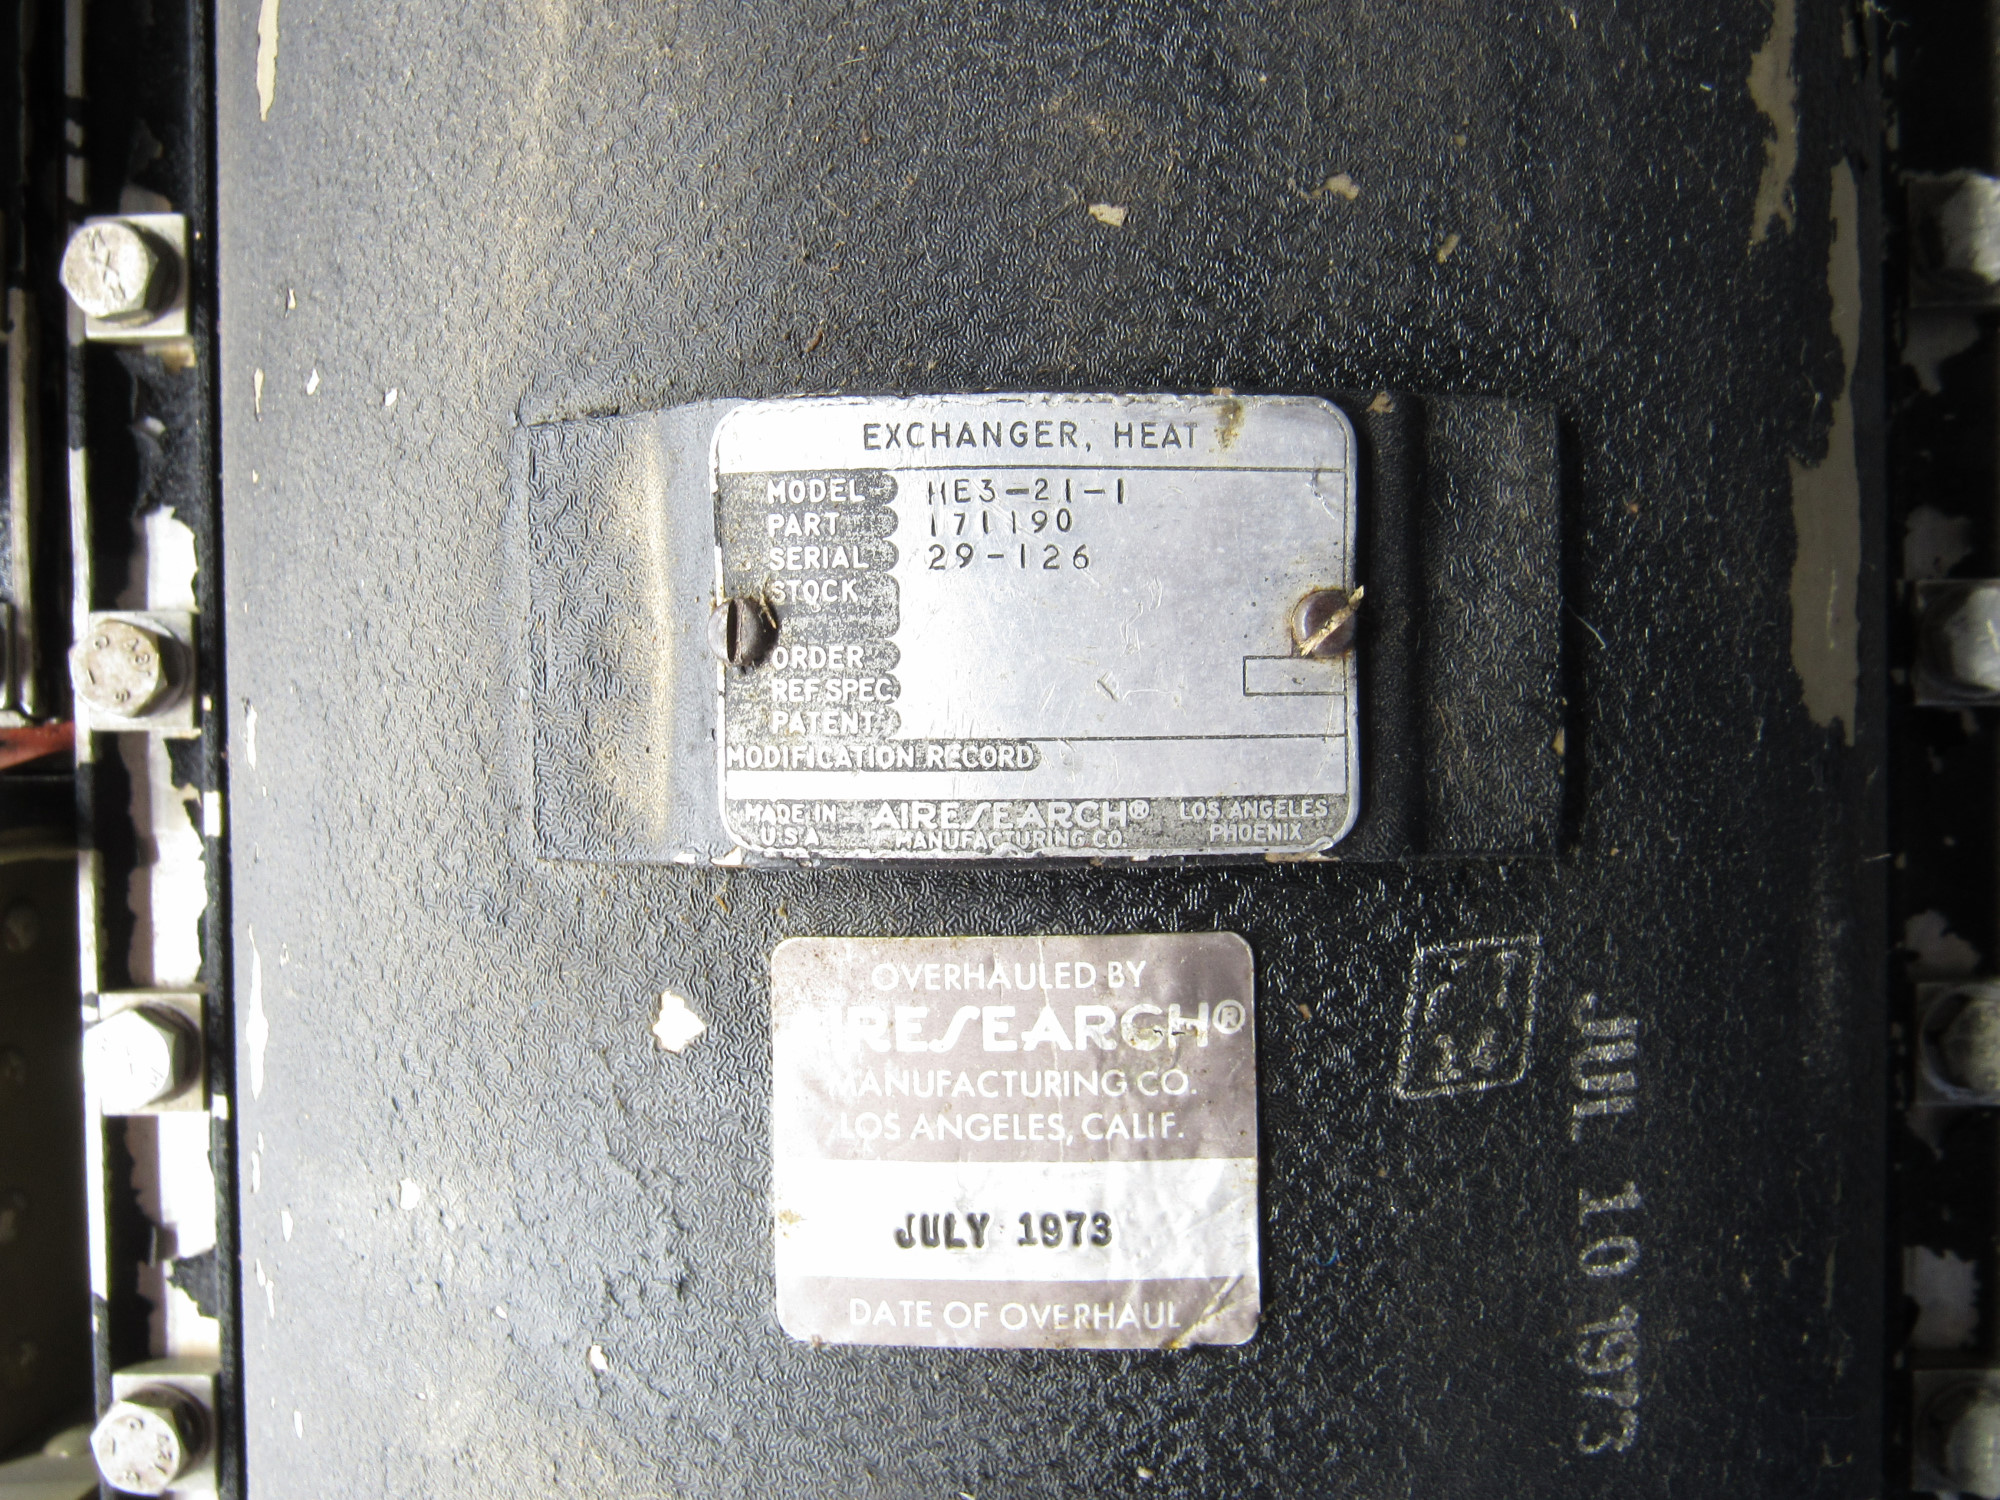 EXCHANGER, HEAT
MODEL HE3-21-1
PART 171190
SERIAL 29-126
STOCK
ORDER
REF SPEC.
PATENT
MODIFICATION RECORD
MADE IN U.S.A.
AIRESEARCH®
MANUFACTURING CO.
LOS ANGELES
PHOENIX
OVERHAULED BY
AIRESEARCH®
MANUFACTURING CO.
LOS ANGELES, CALIF.
JULY 1973
DATE OF OVERHAUL
JUL 10 1973